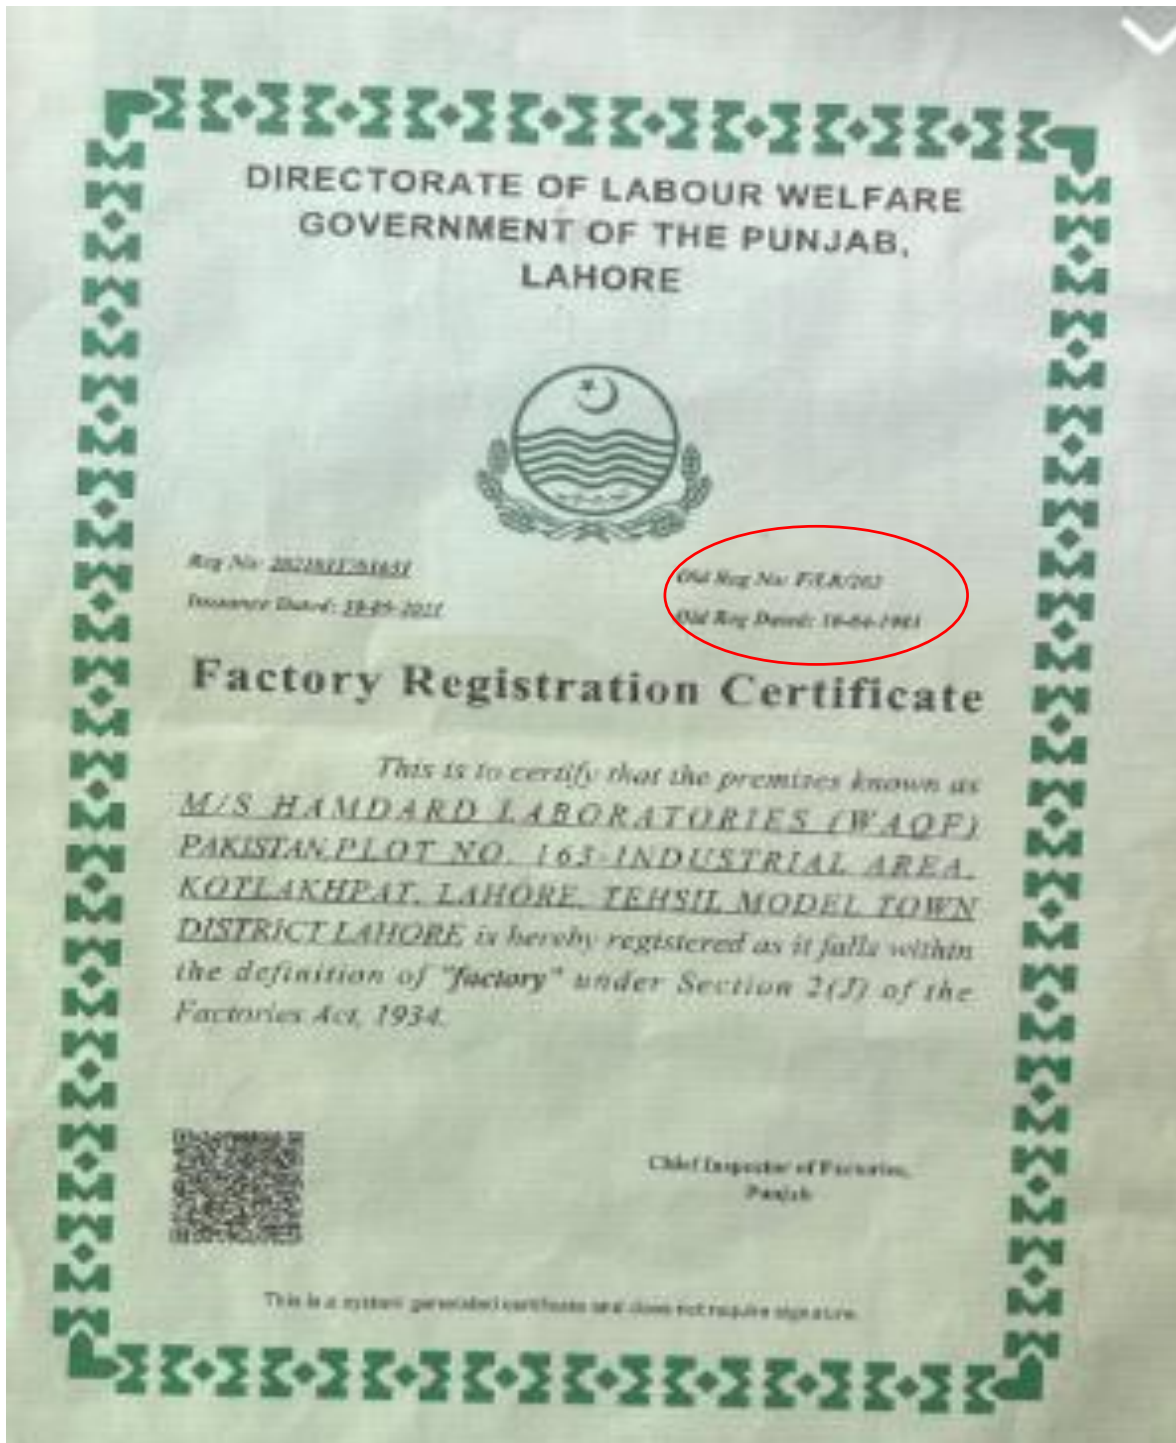 DIRECTORATE OF LABOUR WELFARE
GOVERNMENT OF THE PUNJAB,
LAHORE
Reg No:
Issuance Dated:
Old Reg No:
Old Reg Dated:
Factory Registration Certificate
This is to certify that the premises known as
M/S HAMDARD LABORATORIES (WAQF)
PAKISTAN,PLOT NO. 163-INDUSTRIAL AREA,
KOTLAKHPAT, LAHORE, TEHSIL MODEL TOWN
DISTRICT LAHORE is hereby registered as it falls within
the definition of "factory" under Section 2(J) of the
Factories Act, 1934.
Chief Inspector of Factories,
Punjab
This is a system generated certificate and does not require signature.